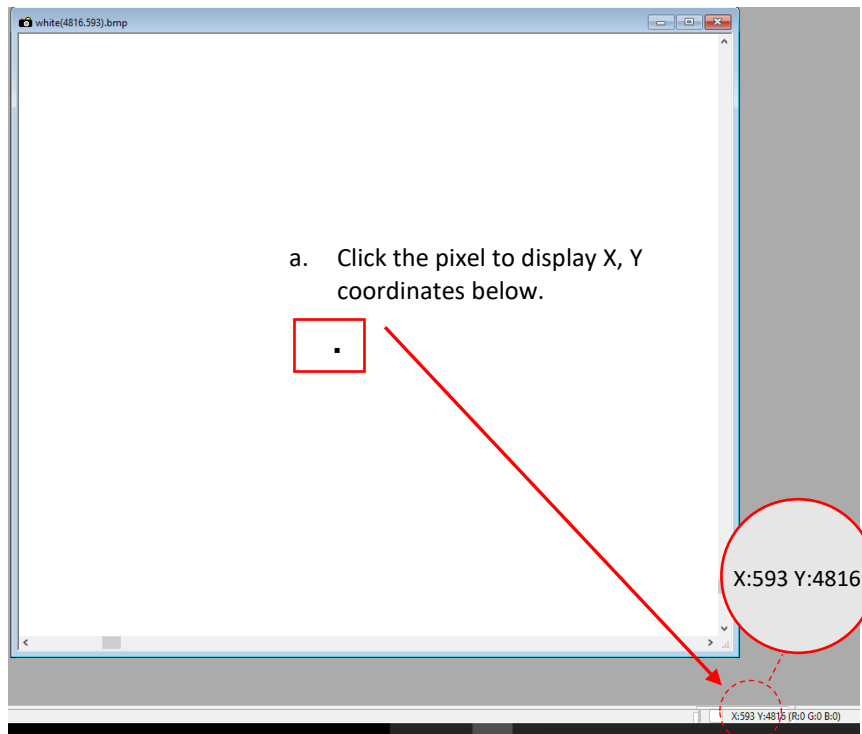 white(4816.593).bmp
a. Click the pixel to display X, Y
coordinates below.
X:593 Y:4816
X:593 Y:4816 (R:0 G:0 B:0)